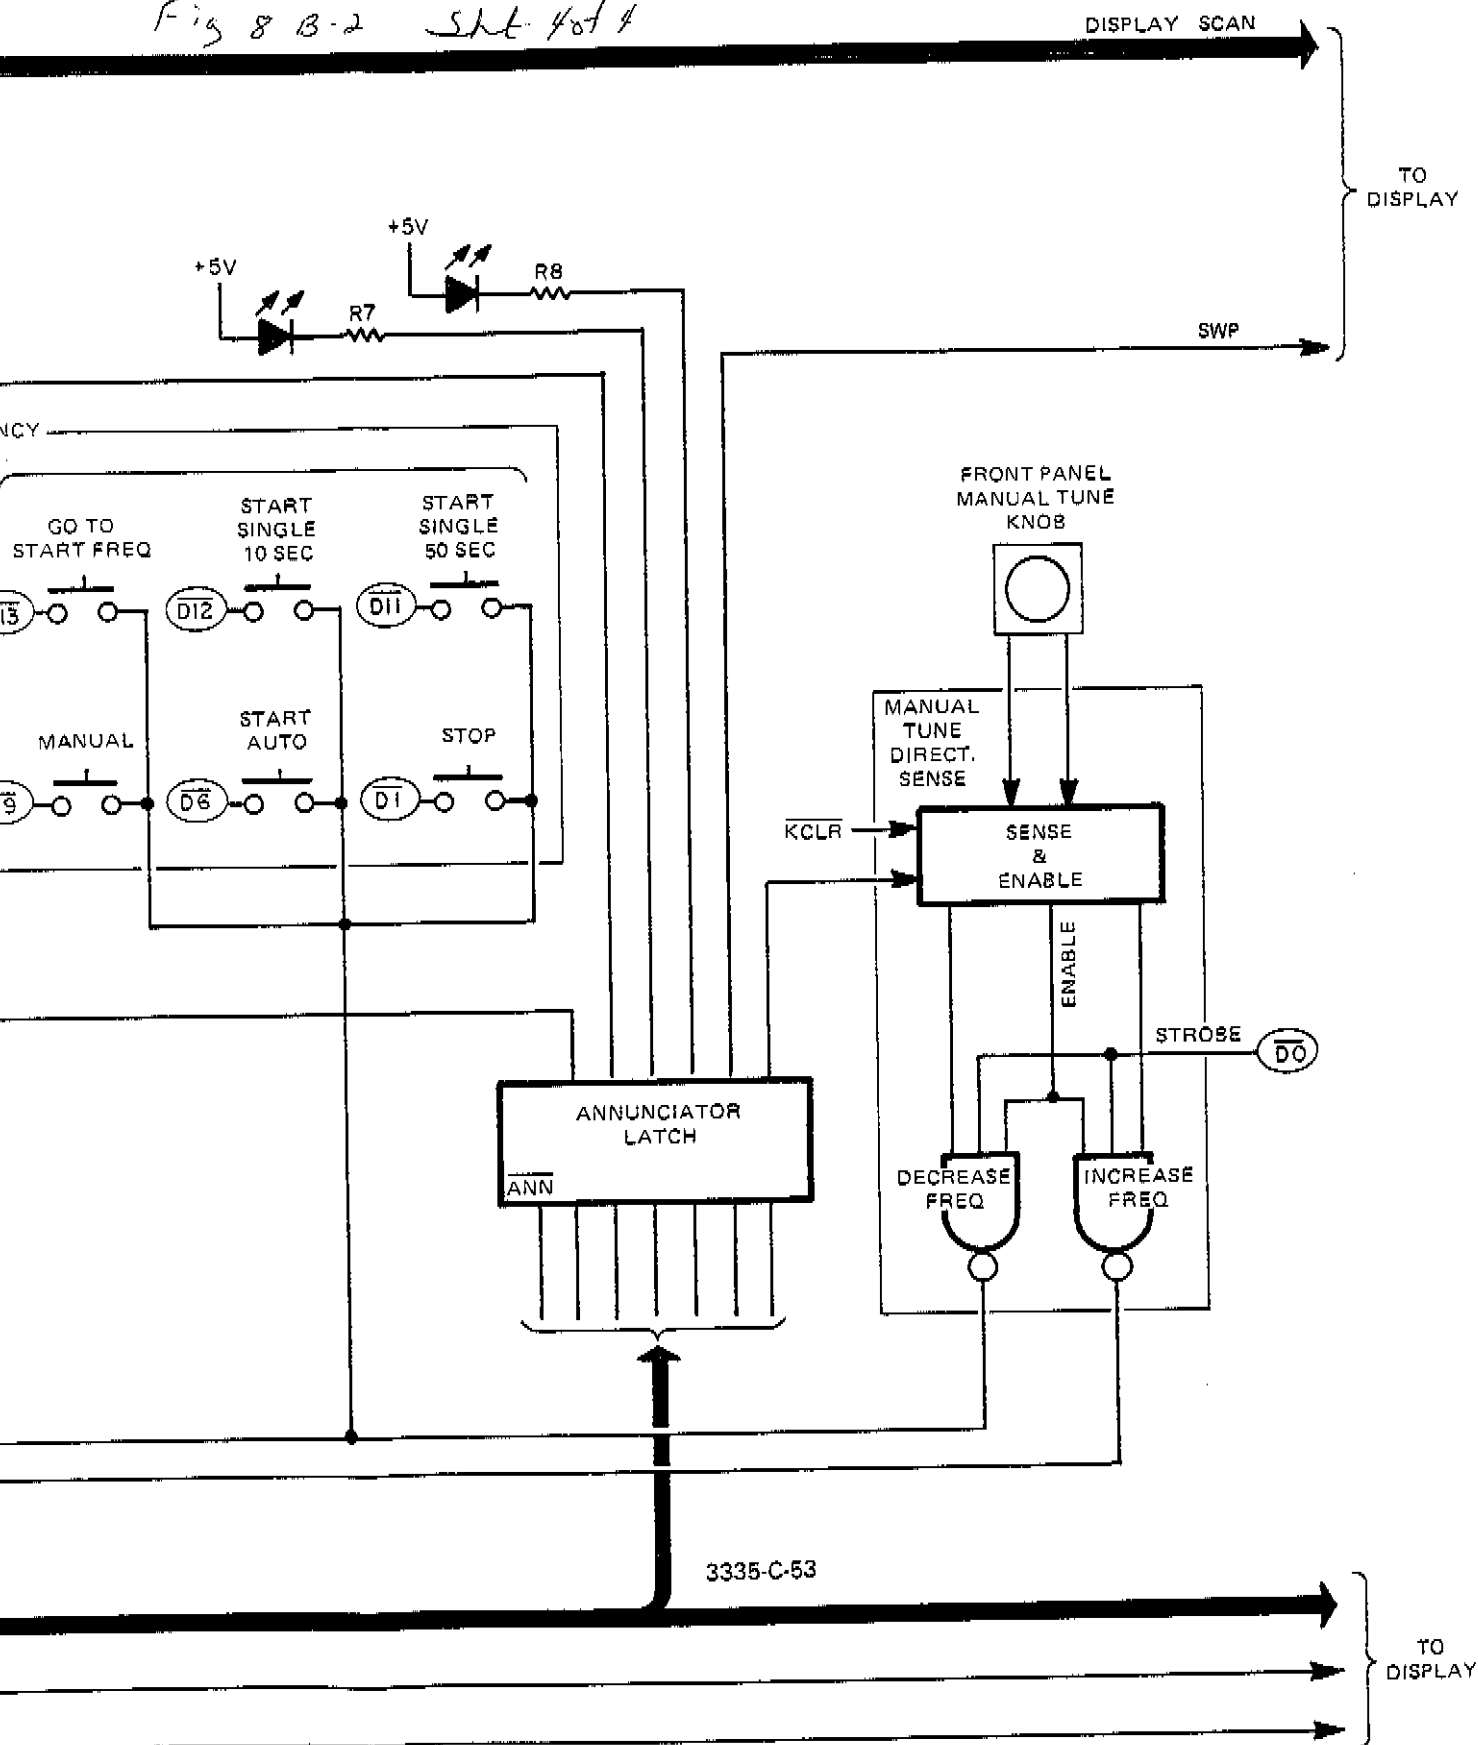 Fig 8 B-2 Sht 4 of 4
DISPLAY SCAN
TO
DISPLAY
+5V
+5V
R8
R7
SWP
NCY
FRONT PANEL
MANUAL TUNE
KNOB
GO TO
START FREQ
START
SINGLE
10 SEC
START
SINGLE
50 SEC
13
D12
D11
MANUAL
TUNE
DIRECT.
SENSE
MANUAL
START
AUTO
STOP
9
D6
D1
KCLR
SENSE
&
ENABLE
ENABLE
STROBE
D0
ANNUNCIATOR
LATCH
ANN
DECREASE
FREQ
INCREASE
FREQ
3335-C-53
TO
DISPLAY